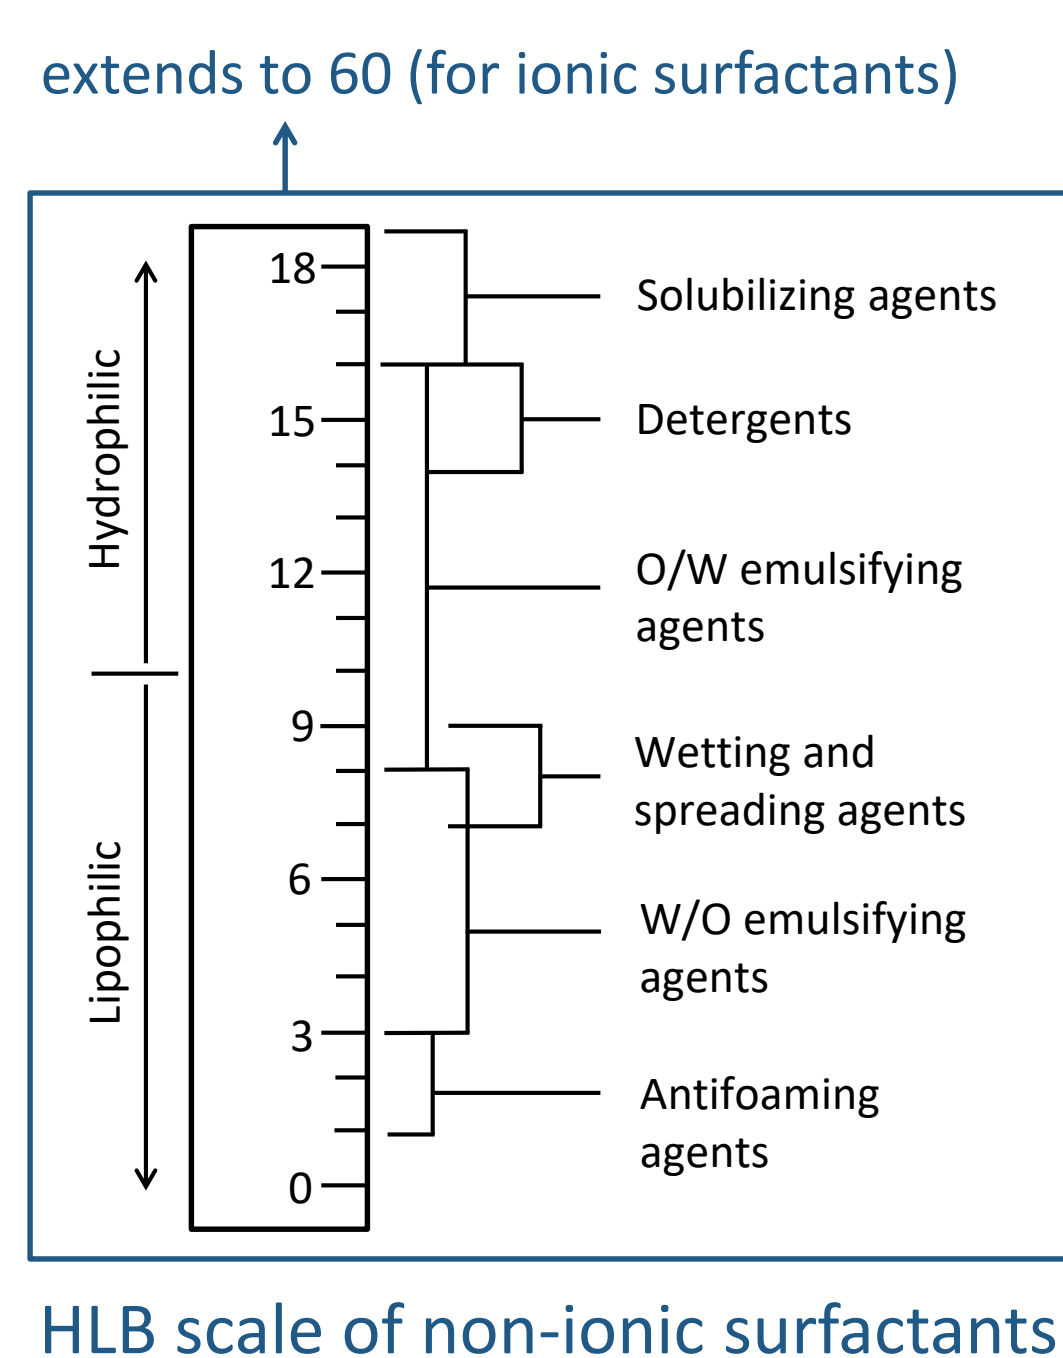 extends to 60 (for ionic surfactants)
18
Solubilizing agents
Hydrophilic
15
Detergents
12
O/W emulsifying
agents
9
Wetting and
spreading agents
Lipophilic
6
W/O emulsifying
agents
3
Antifoaming
agents
0
HLB scale of non-ionic surfactants